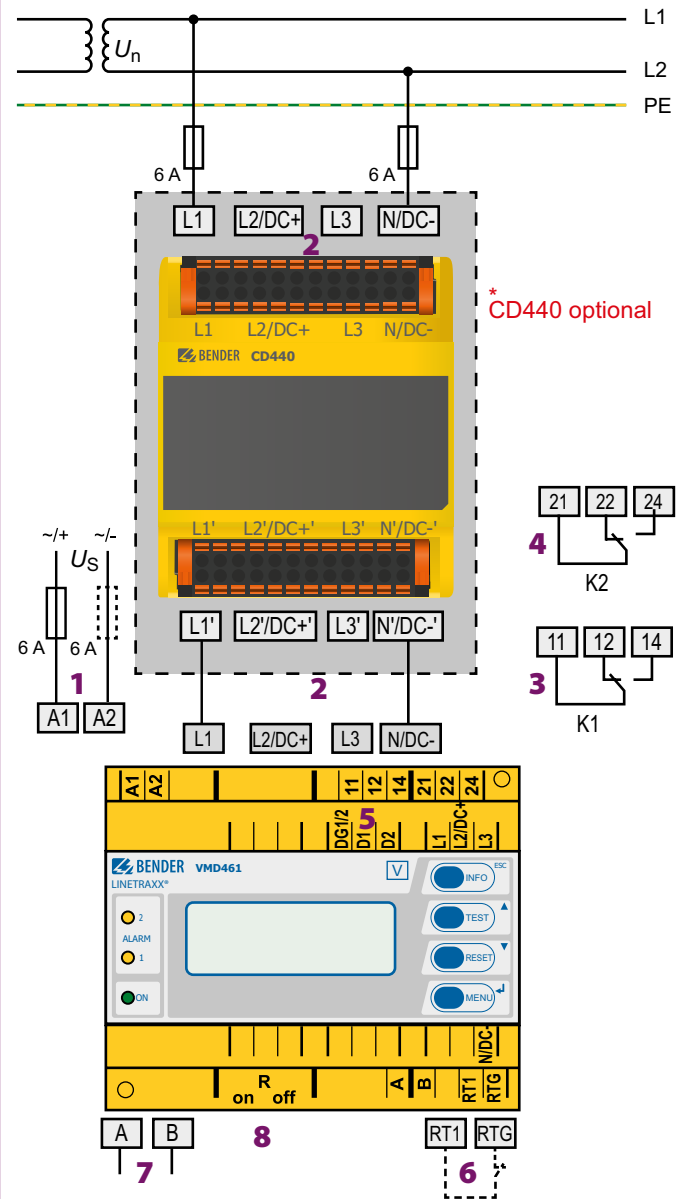 L1
Un
L2
PE
6 A 6 A
L1 L2/DC+ L3 N/DC-
2
*
CD440 optional
L1 L2/DC+ L3 N/DC-
BENDER CD440
21 22 24
4
K2
L1' L2'/DC+' L3' N'/DC-'
~/+ ~/-
US
6 A 6 A
L1' L2'/DC+' L3' N'/DC-'
11 12 14
3
K1
1
2
A1 A2
L1 L2/DC+ L3 N/DC-
A1 A2 11 12 14 21 22 24
5
DG1/2 D1 D2 L1 L2/DC+ L3
BENDER VMD461
LINETRAXX®
V
INFO ESC
2
TEST
ALARM
1
RESET
ON
MENU
N/DC-
R
on off
A B RT1 RTG
A B
8
RT1 RTG
7
6